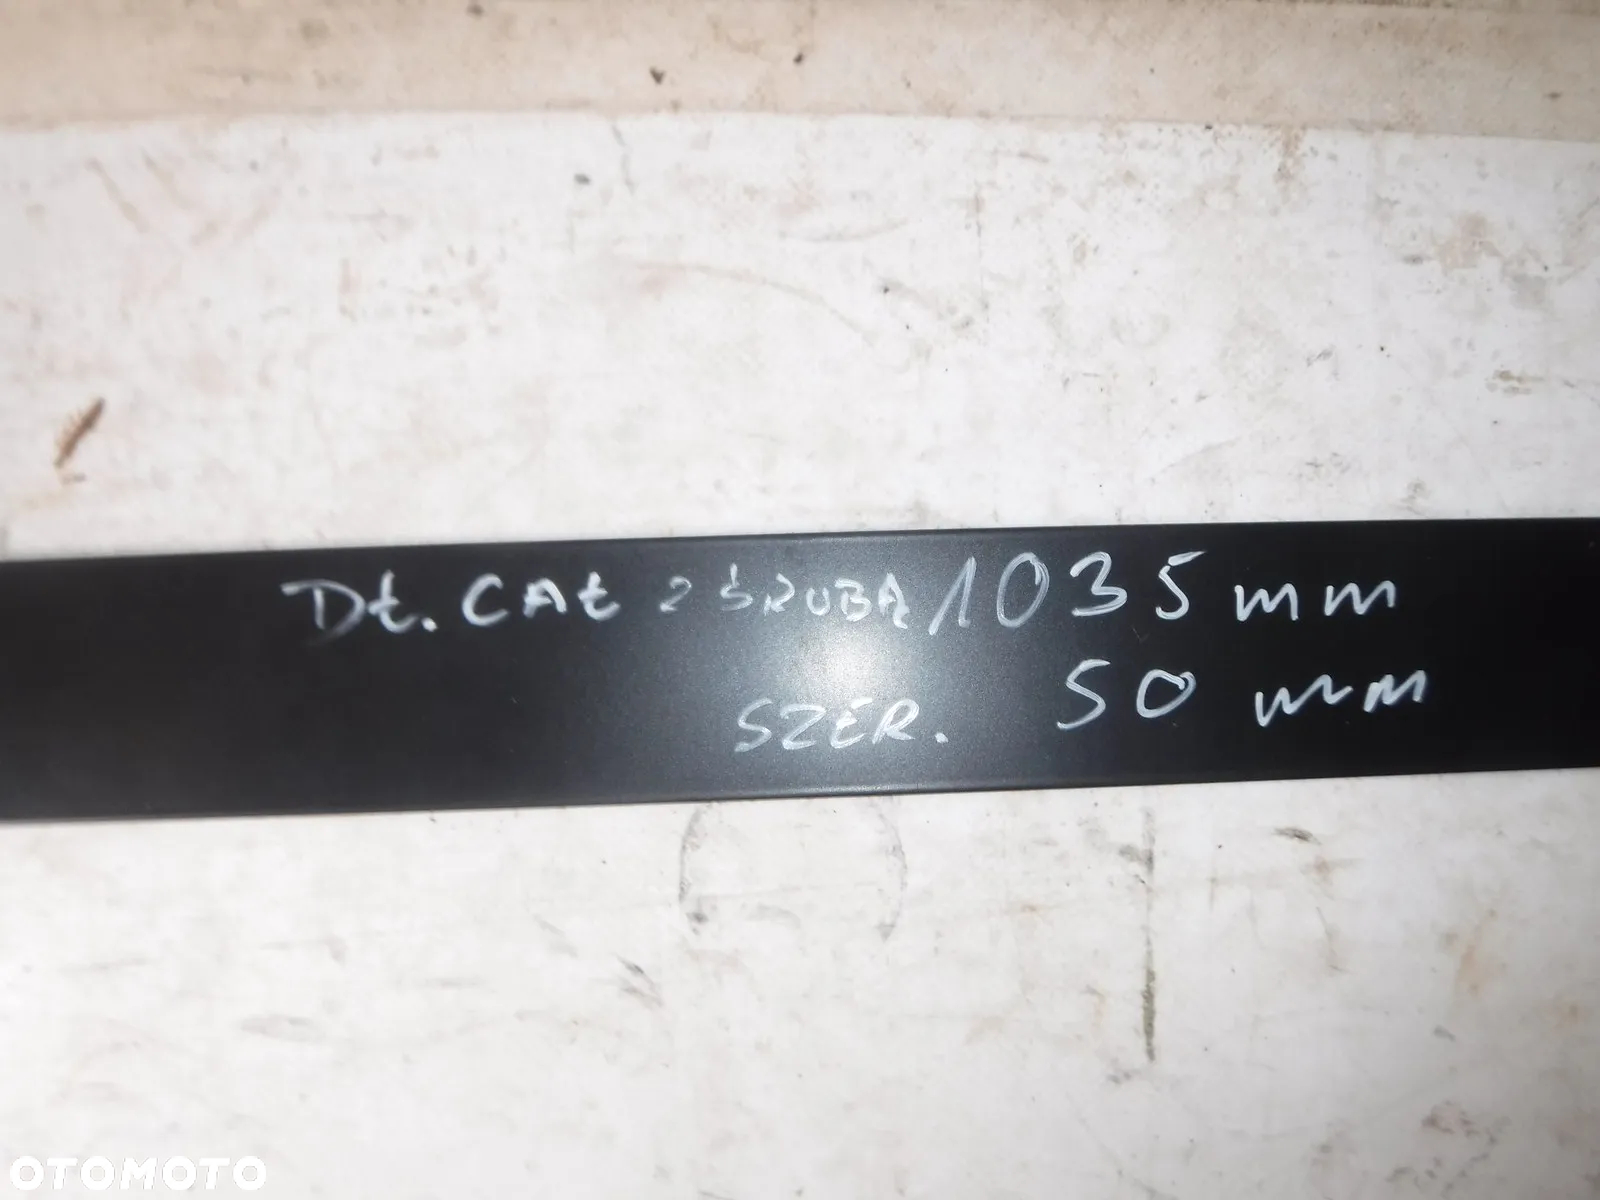 Dł. CAŁ Z ŚRUBĄ 1035 mm
SZER. 50 mm
OTOMOTO